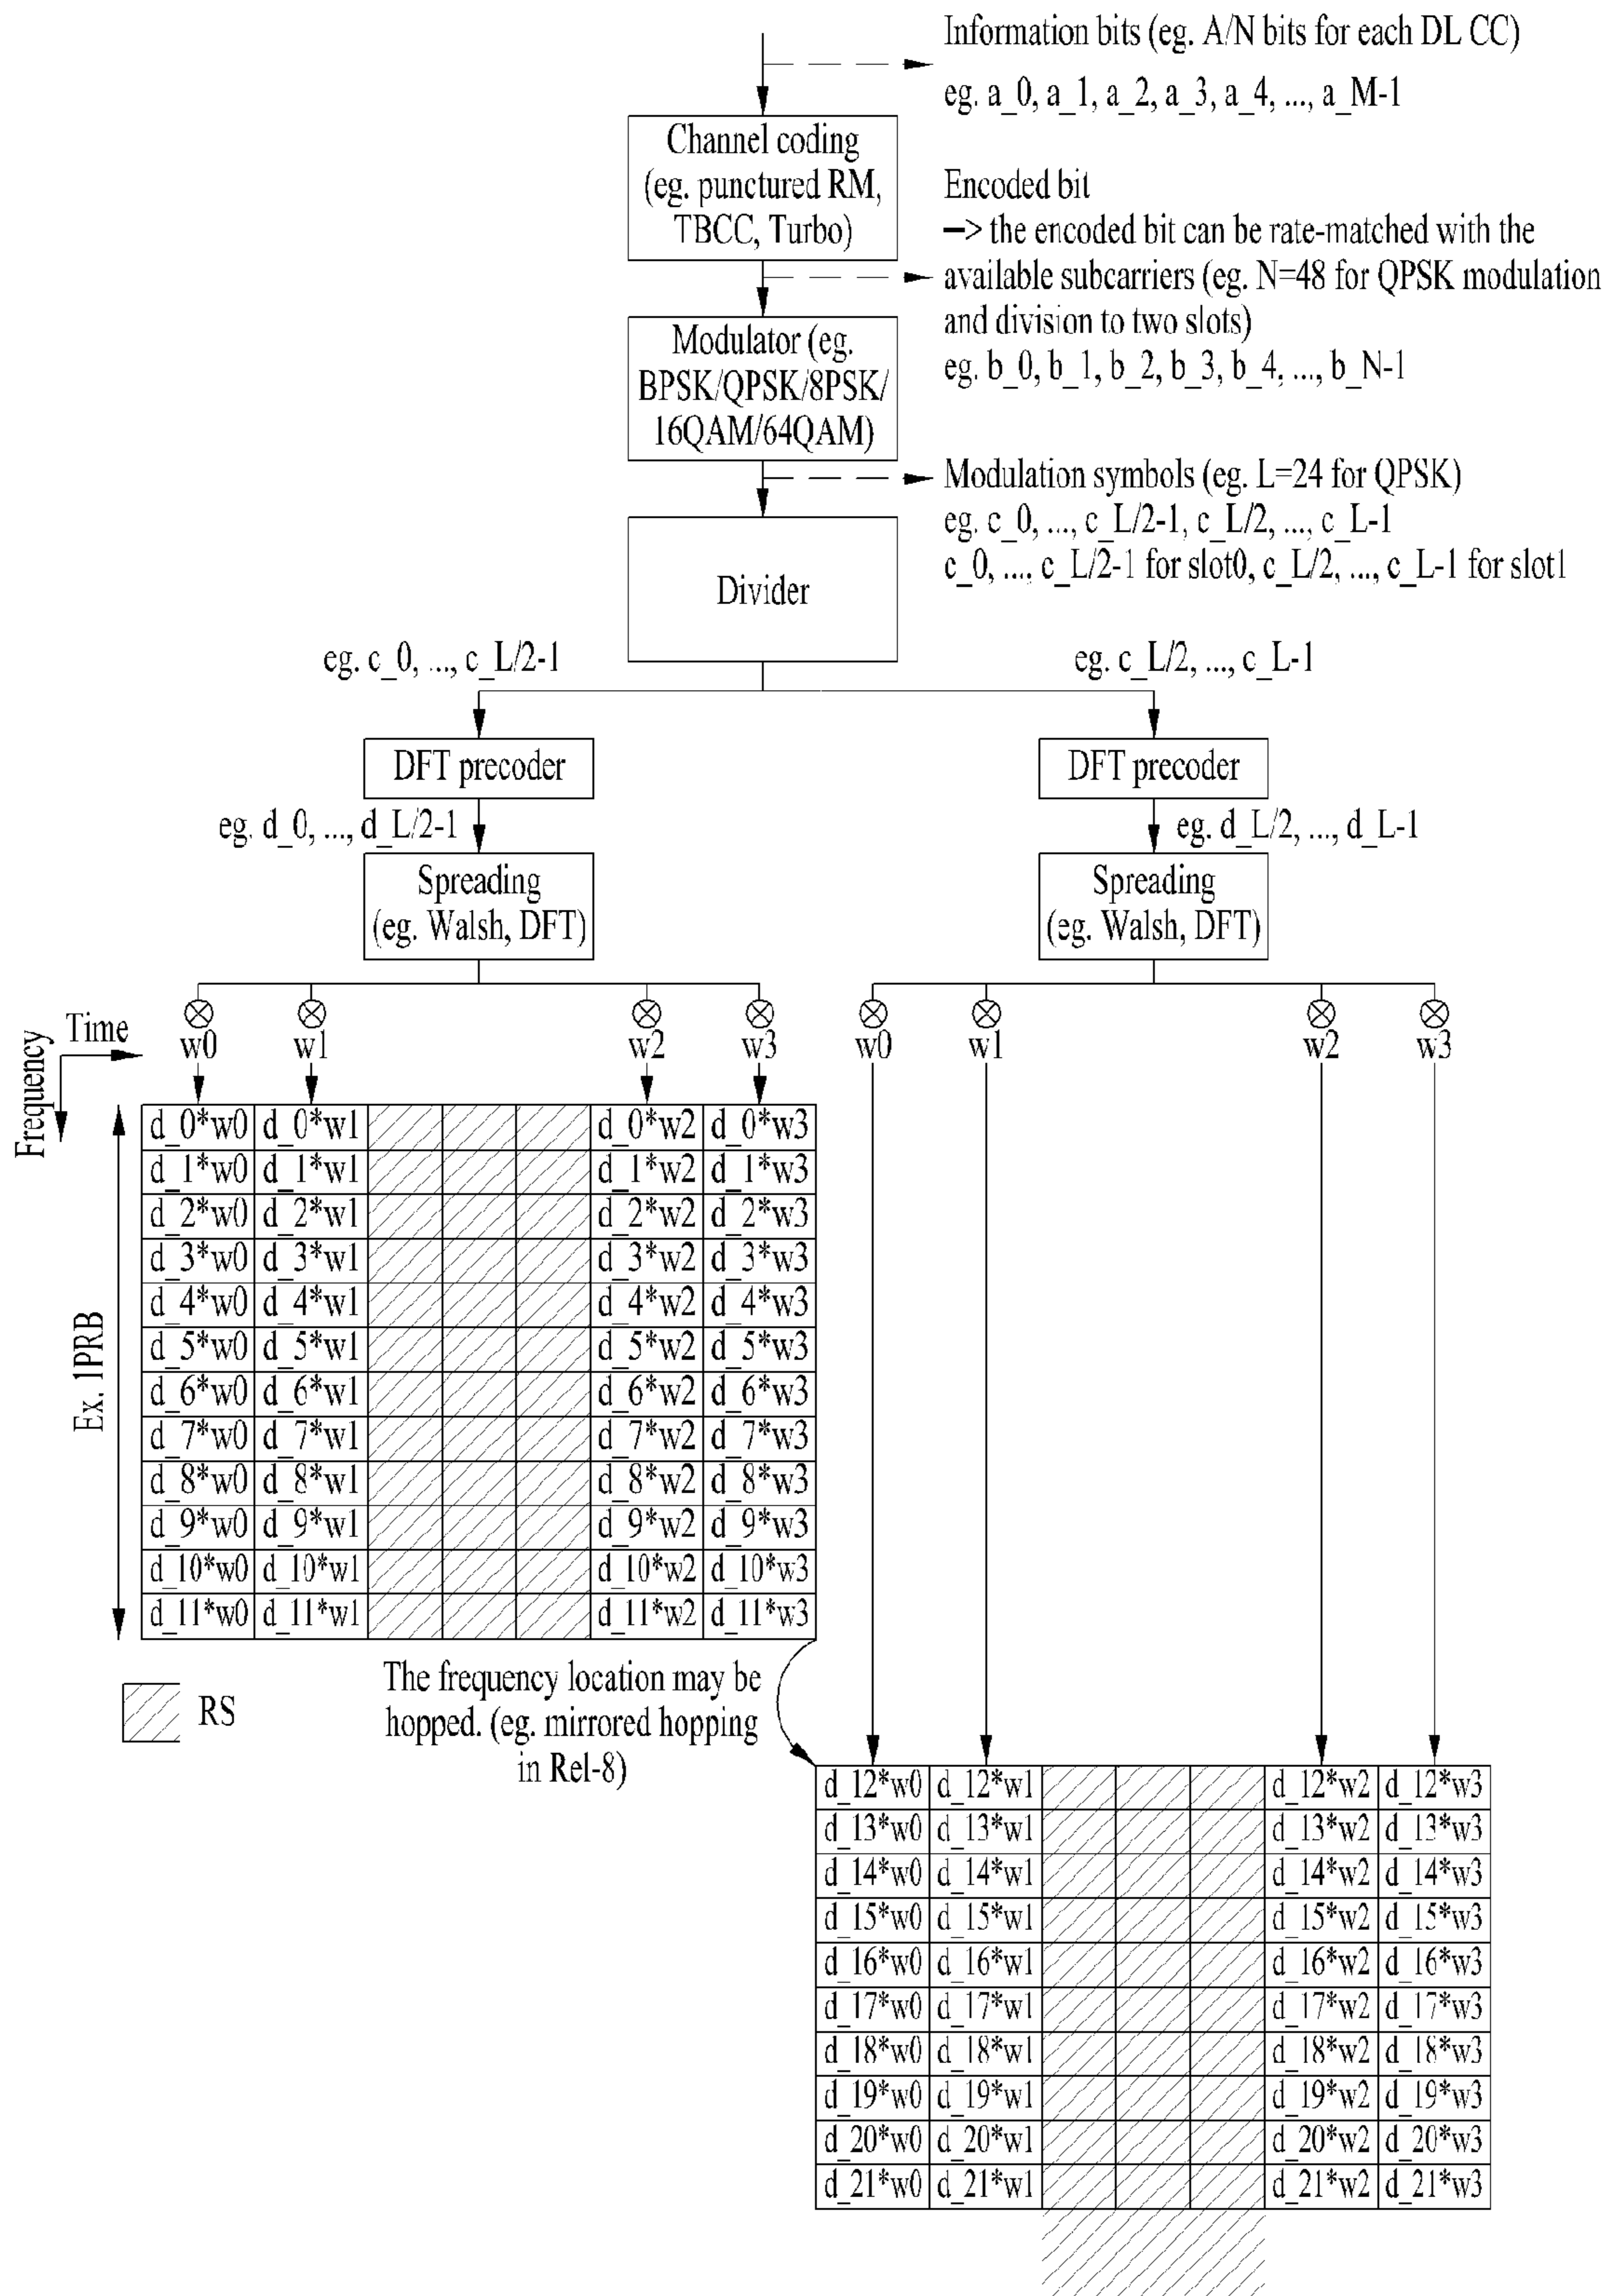 Information bits (eg. A/N bits for each DL CC)
eg. a_0, a_1, a_2, a_3, a_4, ..., a_M-1
Channel coding
(eg. punctured RM,
TBCC, Turbo)
Encoded bit
–> the encoded bit can be rate-matched with the
available subcarriers (eg. N=48 for QPSK modulation
and division to two slots)
eg. b_0, b_1, b_2, b_3, b_4, ..., b_N-1
Modulator (eg.
BPSK/QPSK/8PSK/
16QAM/64QAM)
Modulation symbols (eg. L=24 for QPSK)
eg. c_0, ..., c_L/2-1, c_L/2, ..., c_L-1
c_0, ..., c_L/2-1 for slot0, c_L/2, ..., c_L-1 for slot1
Divider
eg. c_0, ..., c_L/2-1
eg. c_L/2, ..., c_L-1
DFT precoder
DFT precoder
eg. d_0, ..., d_L/2-1
eg. d_L/2, ..., d_L-1
Spreading
(eg. Walsh, DFT)
Spreading
(eg. Walsh, DFT)
Time
Frequency
w0 w1 w2 w3 w0 w1 w2 w3
Ex. 1PRB
d_0*w0 d_0*w1 d_0*w2 d_0*w3
d_1*w0 d_1*w1 d_1*w2 d_1*w3
d_2*w0 d_2*w1 d_2*w2 d_2*w3
d_3*w0 d_3*w1 d_3*w2 d_3*w3
d_4*w0 d_4*w1 d_4*w2 d_4*w3
d_5*w0 d_5*w1 d_5*w2 d_5*w3
d_6*w0 d_6*w1 d_6*w2 d_6*w3
d_7*w0 d_7*w1 d_7*w2 d_7*w3
d_8*w0 d_8*w1 d_8*w2 d_8*w3
d_9*w0 d_9*w1 d_9*w2 d_9*w3
d_10*w0 d_10*w1 d_10*w2 d_10*w3
d_11*w0 d_11*w1 d_11*w2 d_11*w3
RS
The frequency location may be
hopped. (eg. mirrored hopping
in Rel-8)
d_12*w0 d_12*w1 d_12*w2 d_12*w3
d_13*w0 d_13*w1 d_13*w2 d_13*w3
d_14*w0 d_14*w1 d_14*w2 d_14*w3
d_15*w0 d_15*w1 d_15*w2 d_15*w3
d_16*w0 d_16*w1 d_16*w2 d_16*w3
d_17*w0 d_17*w1 d_17*w2 d_17*w3
d_18*w0 d_18*w1 d_18*w2 d_18*w3
d_19*w0 d_19*w1 d_19*w2 d_19*w3
d_20*w0 d_20*w1 d_20*w2 d_20*w3
d_21*w0 d_21*w1 d_21*w2 d_21*w3